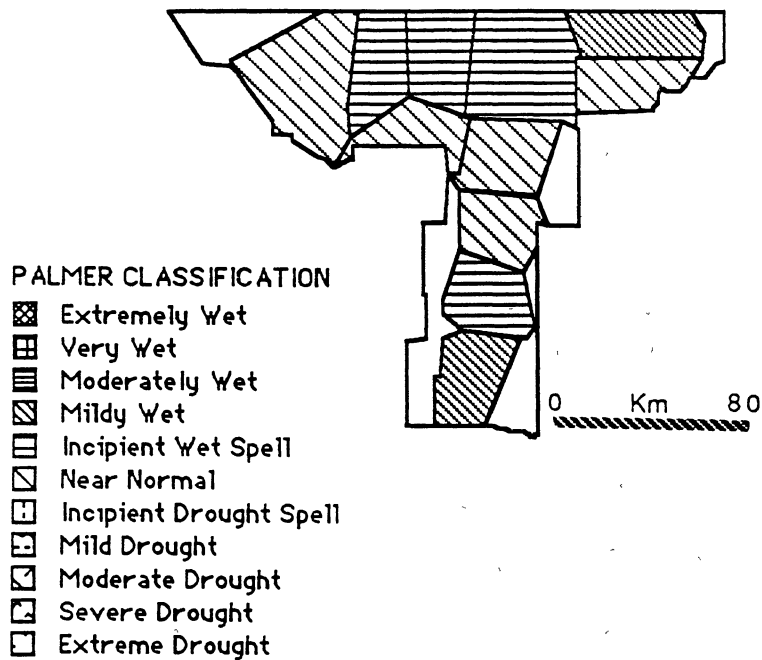 PALMER CLASSIFICATION
Extremely Wet
Very Wet
Moderately Wet
Mildy Wet
Incipient Wet Spell
Near Normal
Incipient Drought Spell
Mild Drought
Moderate Drought
Severe Drought
Extreme Drought
0 Km 80